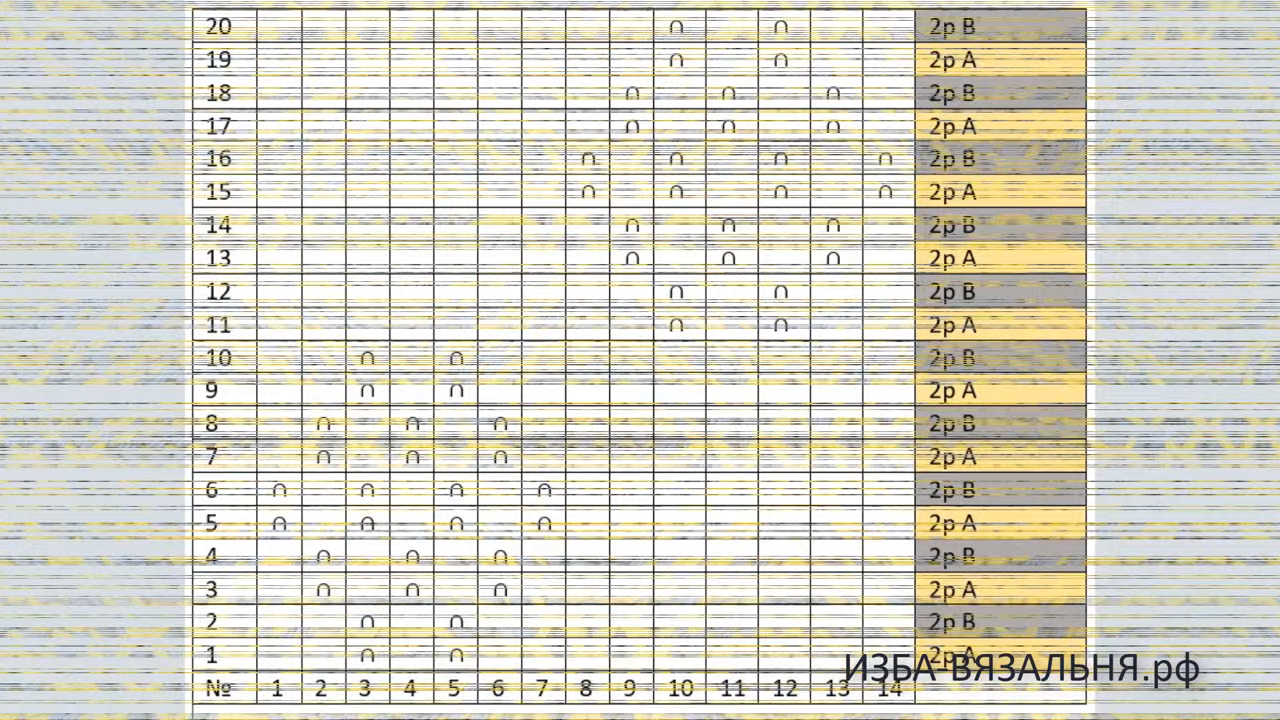 20 ∩ ∩ 2р В
19 ∩ ∩ 2р А
18 ∩ ∩ ∩ 2р В
17 ∩ ∩ ∩ 2р А
16 ∩ ∩ ∩ ∩ 2р В
15 ∩ ∩ ∩ ∩ 2р А
14 ∩ ∩ ∩ 2р В
13 ∩ ∩ ∩ 2р А
12 ∩ ∩ 2р В
11 ∩ ∩ 2р А
10 ∩ ∩ 2р В
9 ∩ ∩ 2р А
8 ∩ ∩ ∩ 2р В
7 ∩ ∩ ∩ 2р А
6 ∩ ∩ ∩ ∩ 2р В
5 ∩ ∩ ∩ ∩ 2р А
4 ∩ ∩ ∩ 2р В
3 ∩ ∩ ∩ 2р А
2 ∩ ∩ 2р В
1 ∩ ∩ 2р А
ИЗБА-ВЯЗАЛЬНЯ.рф
№ 1 2 3 4 5 6 7 8 9 10 11 12 13 14